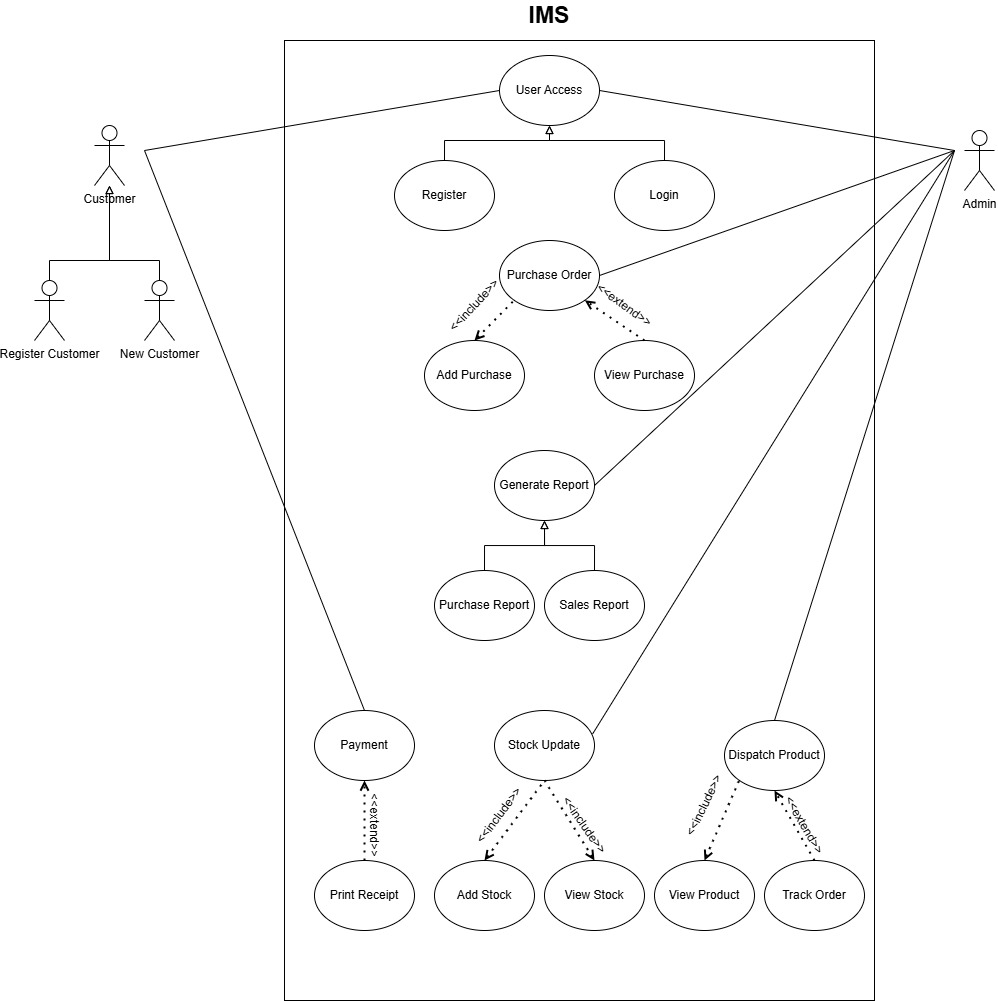 IMS
User Access
Customer
Admin
Register
Login
Purchase Order
<<include>>
<<extend>>
Register Customer
New Customer
Add Purchase
View Purchase
Generate Report
Purchase Report
Sales Report
Payment
Stock Update
Dispatch Product
<<extend>>
<<include>>
<<include>>
<<include>>
<<extend>>
Print Receipt
Add Stock
View Stock
View Product
Track Order